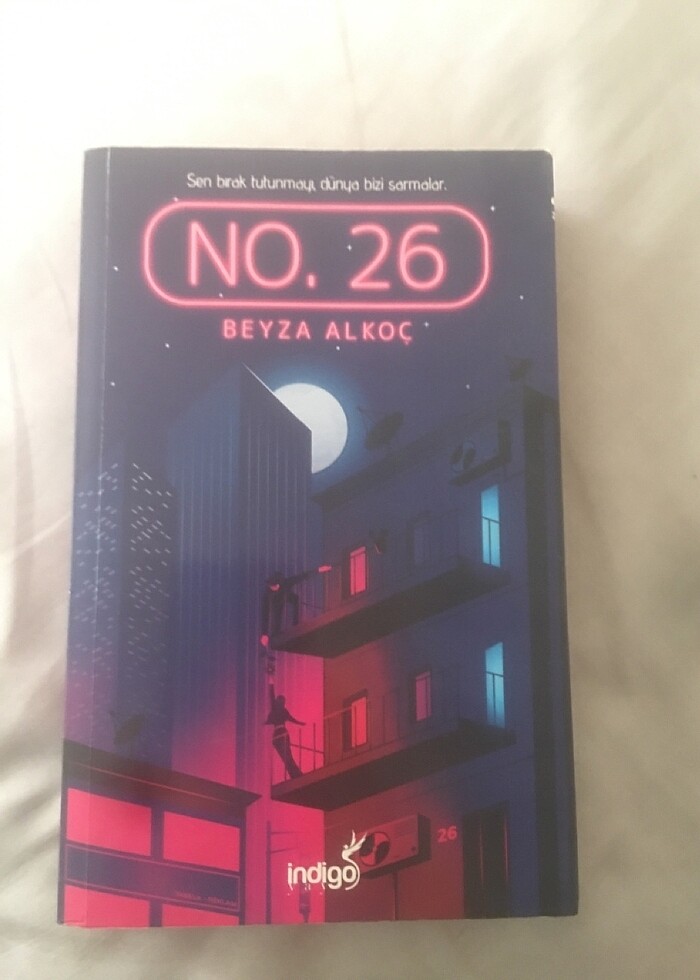 Sen bırak tutunmayı, dünya bizi sarmalar.
NO. 26
BEYZA ALKOÇ
26
indigo